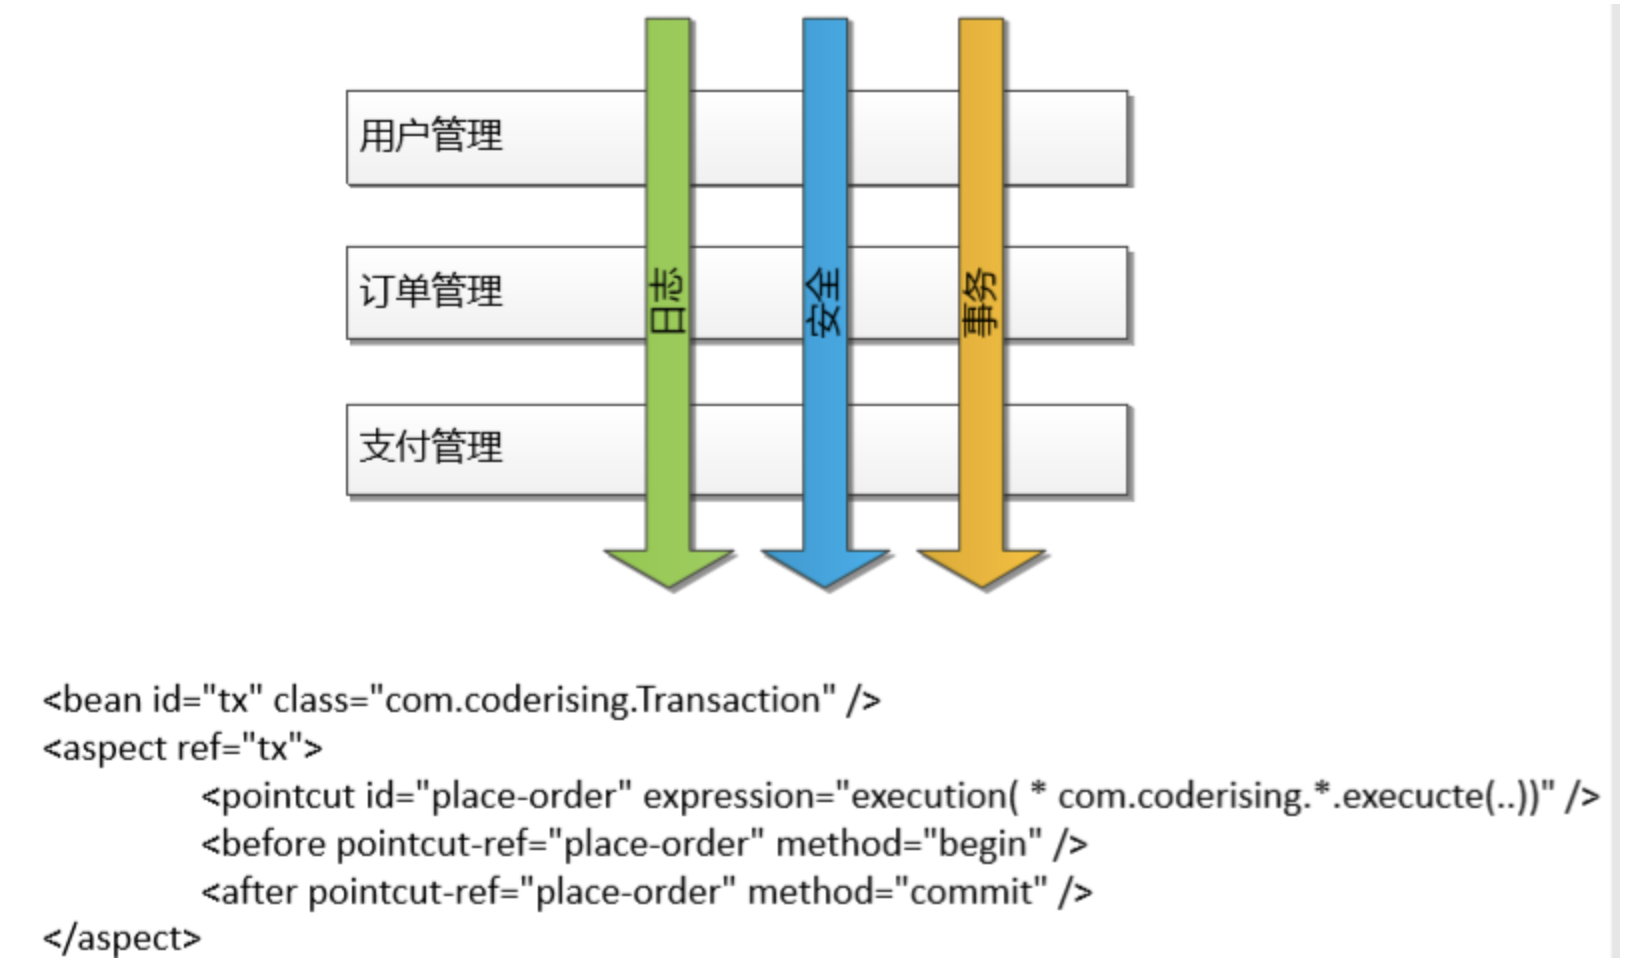 用户管理
订单管理
支付管理
日志
安全
事务
<bean id="tx" class="com.coderising.Transaction" />
<aspect ref="tx">
<pointcut id="place-order" expression="execution( * com.coderising.*.execucte(..))" />
<before pointcut-ref="place-order" method="begin" />
<after pointcut-ref="place-order" method="commit" />
</aspect>